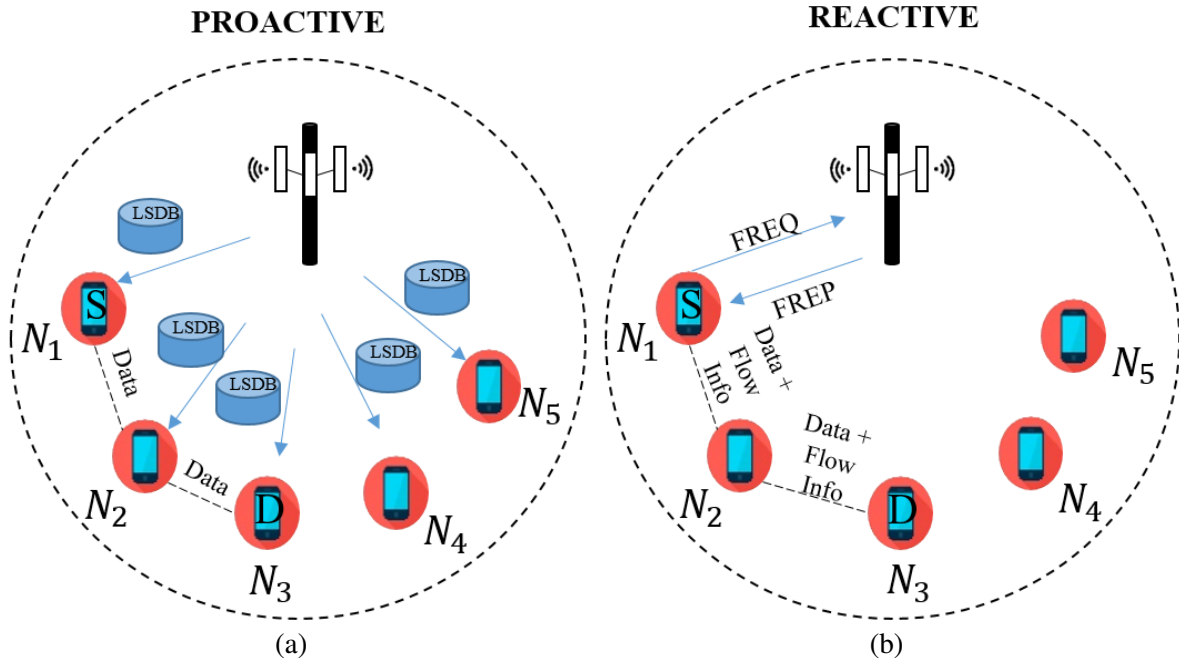 PROACTIVE
LSDB
LSDB
LSDB
LSDB
LSDB
S
N₁
Data
N₂
Data
D
N₃
N₄
N₅
(a)
REACTIVE
FREQ
FREP
S
N₁
Data +
Flow
Info
N₂
Data +
Flow
Info
D
N₃
N₄
N₅
(b)